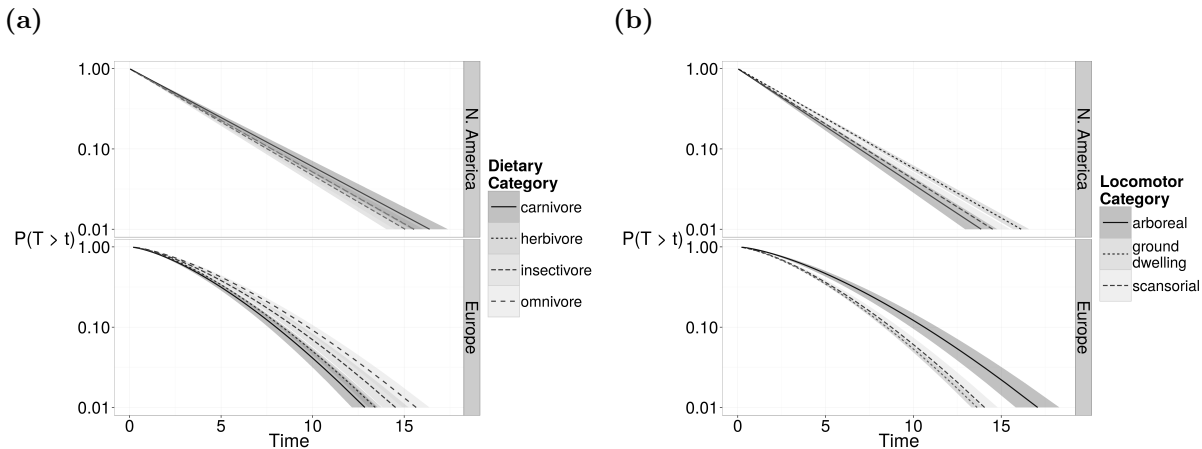 (a)
1.00
0.10
0.01
N. America
P(T > t)
1.00
0.10
0.01
Europe
0
5
10
15
Time
Dietary
Category
carnivore
herbivore
insectivore
omnivore
(b)
1.00
0.10
0.01
N. America
P(T > t)
1.00
0.10
0.01
Europe
0
5
10
15
Time
Locomotor
Category
arboreal
ground
dwelling
scansorial